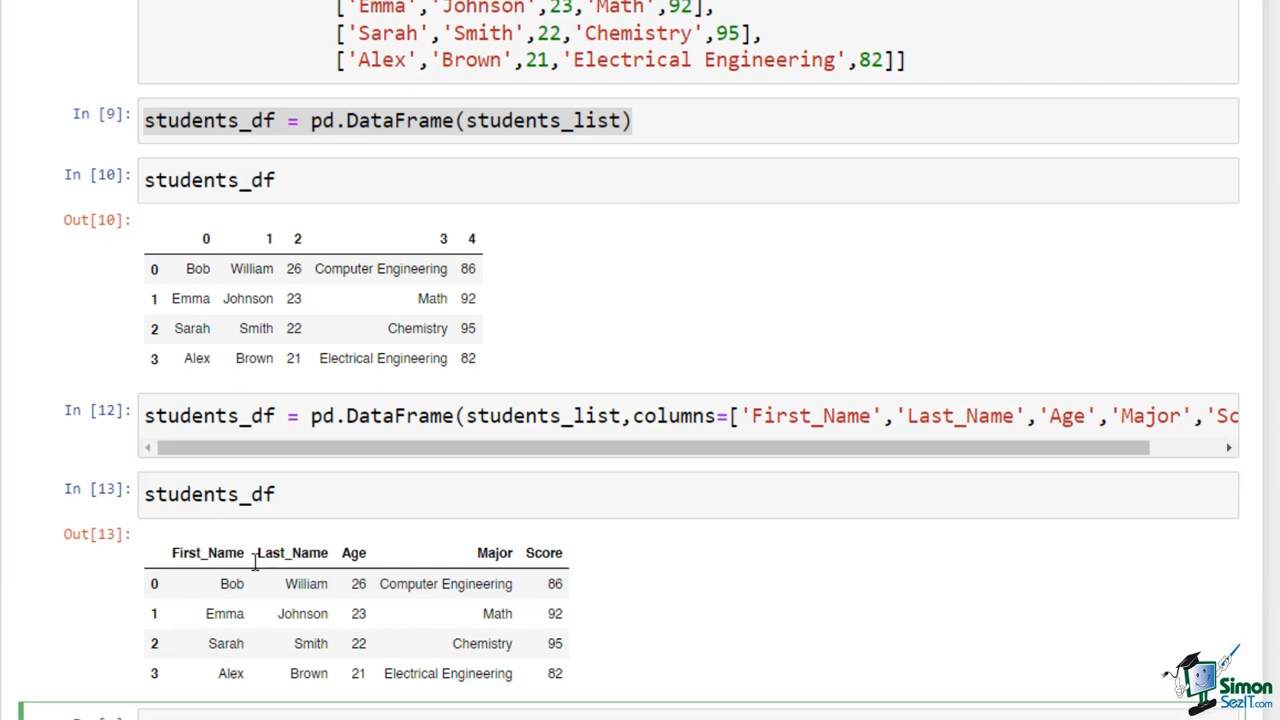 ['Emma','Johnson',23,'Math',92],
['Sarah','Smith',22,'Chemistry',95],
['Alex','Brown',21,'Electrical Engineering',82]]
In [9]: students_df = pd.DataFrame(students_list)
In [10]: students_df
Out[10]:
0 1 2 3 4
0 Bob William 26 Computer Engineering 86
1 Emma Johnson 23 Math 92
2 Sarah Smith 22 Chemistry 95
3 Alex Brown 21 Electrical Engineering 82
In [12]: students_df = pd.DataFrame(students_list,columns=['First_Name','Last_Name','Age','Major','Sc
In [13]: students_df
Out[13]:
First_Name Last_Name Age Major Score
0 Bob William 26 Computer Engineering 86
1 Emma Johnson 23 Math 92
2 Sarah Smith 22 Chemistry 95
3 Alex Brown 21 Electrical Engineering 82
Simon
SezIT.com